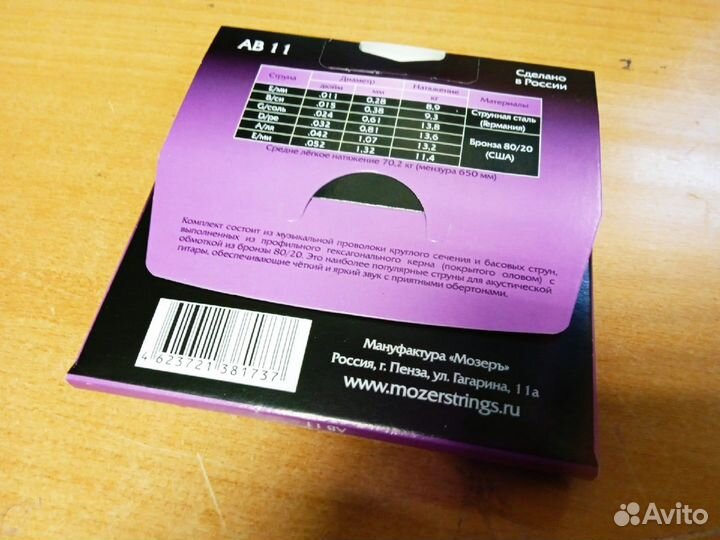 AB 11
Сделано
в России
Струна Диаметр Натяжение Материалы
дюйм мм кг
E/ми .011 0,28 8,9 Струнная сталь
B/си .015 0,38 9,3 (Германия)
G/соль .024 0,61 13,8
D/ре .032 0,81 13,6 Бронза 80/20
A/ля .042 1,07 13,2 (США)
E/ми .052 1,32 11,4
Средне лёгкое натяжение 70,2 кг (мензура 650 мм)
Комплект состоит из музыкальной проволоки круглого сечения и басовых струн,
выполненных из профильного гексагонального керна (покрытого оловом) с
обмоткой из бронзы 80/20. Это наиболее популярные струны для акустической
гитары, обеспечивающие чёткий и яркий звук с приятными обертонами.
4 623721 381737
Мануфактура «Мозеръ»
Россия, г. Пенза, ул. Гагарина, 11а
www.mozerstrings.ru
AB 11
Avito